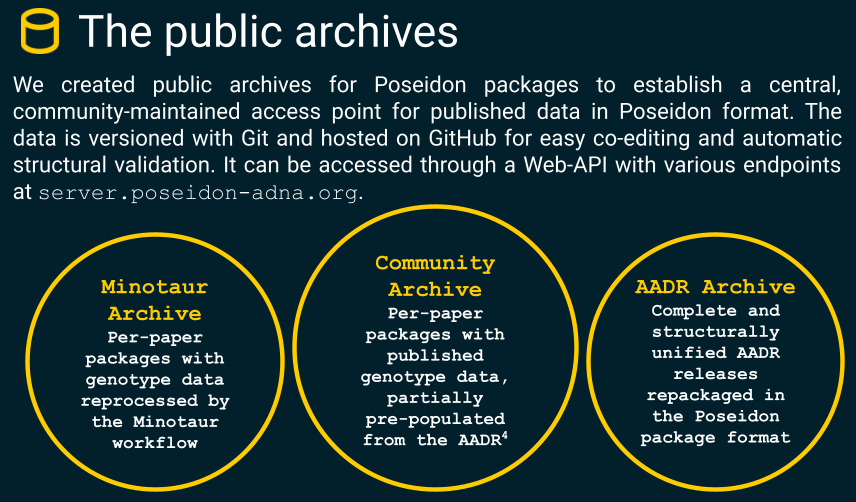 The public archives
We created public archives for Poseidon packages to establish a central,
community-maintained access point for published data in Poseidon format. The
data is versioned with Git and hosted on GitHub for easy co-editing and automatic
structural validation. It can be accessed through a Web-API with various endpoints
at server.poseidon-adna.org.
Minotaur
Archive
Per-paper
packages with
genotype data
reprocessed by
the Minotaur
workflow
Community
Archive
Per-paper
packages with
published
genotype data,
partially
pre-populated
from the AADR⁴
AADR Archive
Complete and
structurally
unified AADR
releases
repackaged in
the Poseidon
package format